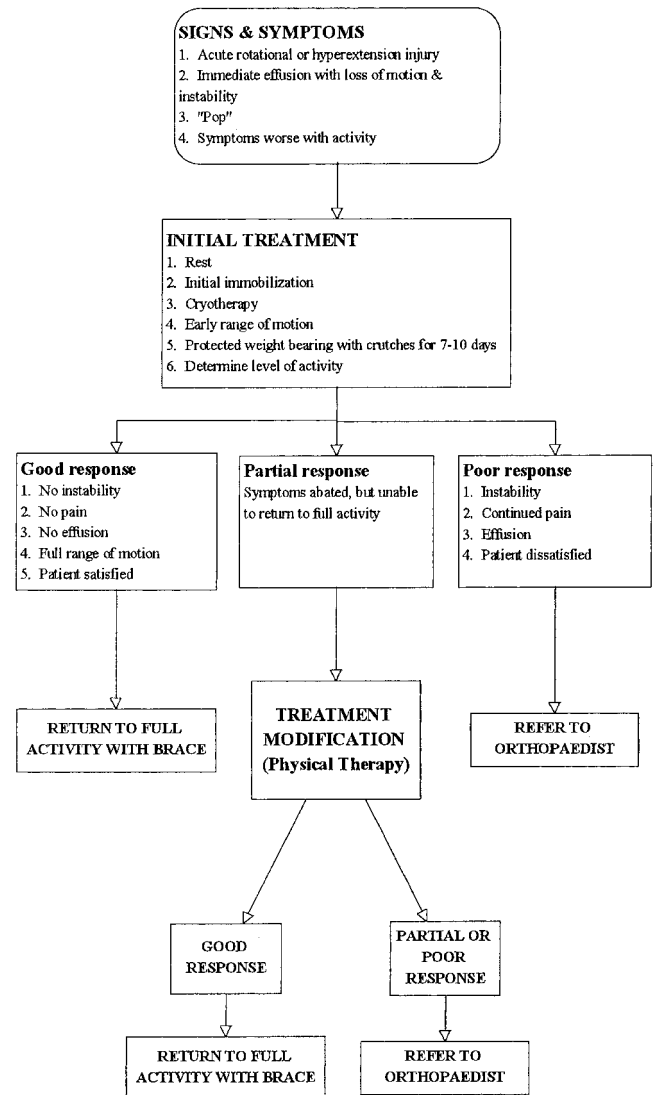 SIGNS & SYMPTOMS
1. Acute rotational or hyperextension injury
2. Immediate effusion with loss of motion &
instability
3. "Pop"
4. Symptoms worse with activity
INITIAL TREATMENT
1. Rest
2. Initial immobilization
3. Cryotherapy
4. Early range of motion
5. Protected weight bearing with crutches for 7-10 days
6. Determine level of activity
Good response
1. No instability
2. No pain
3. No effusion
4. Full range of motion
5. Patient satisfied
Partial response
Symptoms abated, but unable
to return to full activity
Poor response
1. Instability
2. Continued pain
3. Effusion
4. Patient dissatisfied
RETURN TO FULL
ACTIVITY WITH BRACE
TREATMENT
MODIFICATION
(Physical Therapy)
REFER TO
ORTHOPAEDIST
GOOD
RESPONSE
PARTIAL OR
POOR
RESPONSE
RETURN TO FULL
ACTIVITY WITH BRACE
REFER TO
ORTHOPAEDIST